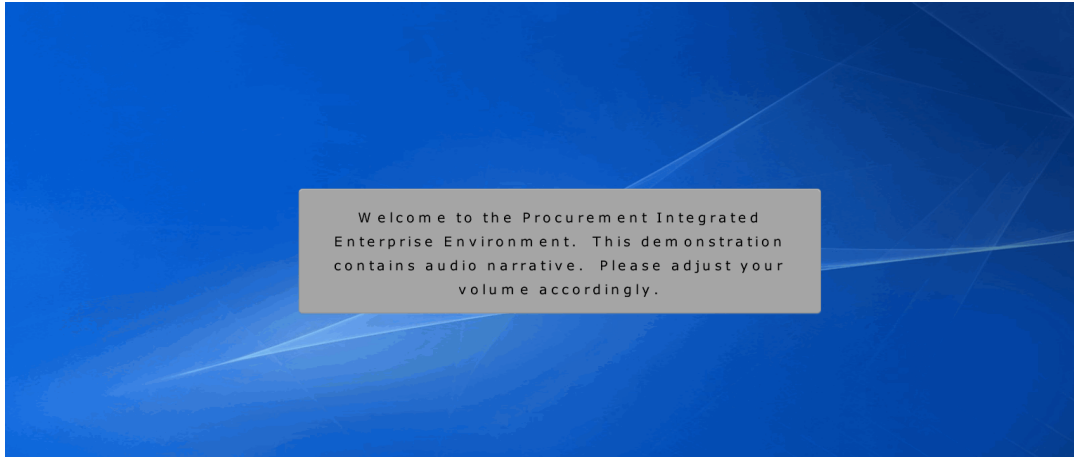 Welcome to the Procurement Integrated
Enterprise Environment. This demonstration
contains audio narrative. Please adjust your
volume accordingly.